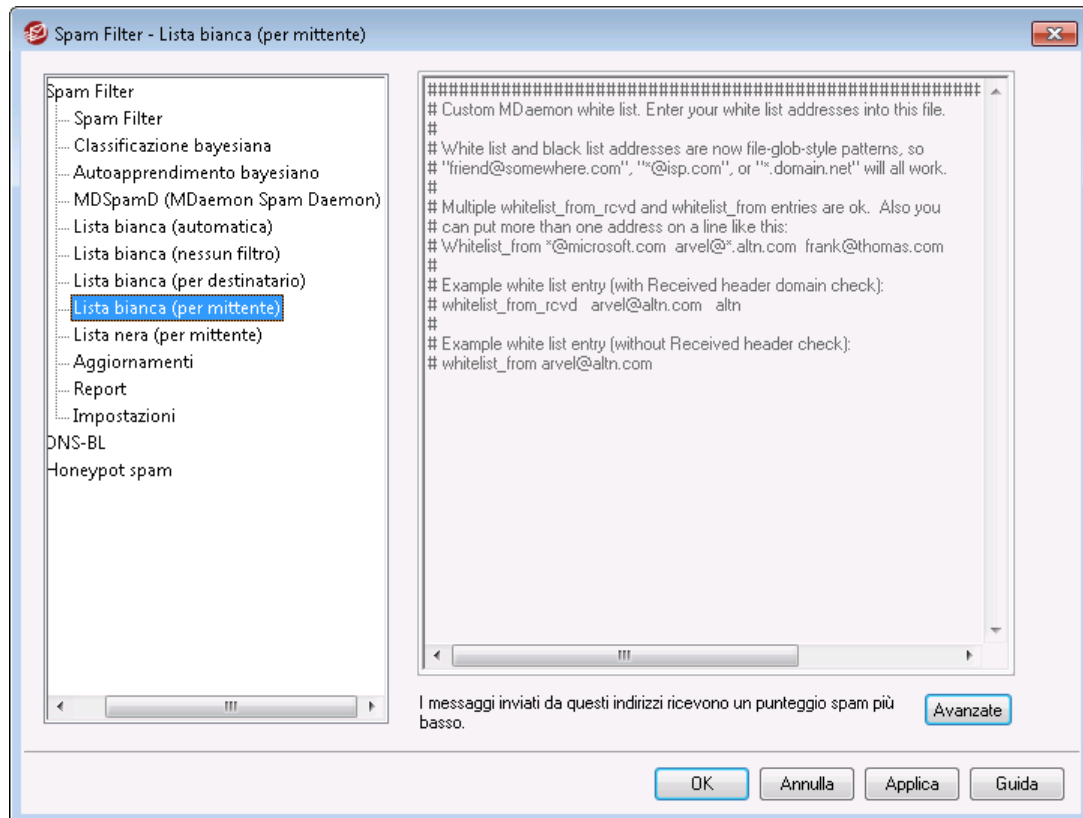 Spam Filter - Lista bianca (per mittente)
Spam Filter
Spam Filter
Classificazione bayesiana
Autoapprendimento bayesiano
MDSpamD (MDaemon Spam Daemon)
Lista bianca (automatica)
Lista bianca (nessun filtro)
Lista bianca (per destinatario)
Lista bianca (per mittente)
Lista nera (per mittente)
Aggiornamenti
Report
Impostazioni
DNS-BL
Honeypot spam
##############################################################
# Custom MDaemon white list. Enter your white list addresses into this file.
#
# White list and black list addresses are now file-glob-style patterns, so
# "friend@somewhere.com", "*@isp.com", or "*.domain.net" will all work.
#
# Multiple whitelist_from_rcvd and whitelist_from entries are ok.  Also you
# can put more than one address on a line like this:
# Whitelist_from *@microsoft.com  arvel@*.altn.com  frank@thomas.com
#
# Example white list entry (with Received header domain check):
# whitelist_from_rcvd   arvel@altn.com   altn
#
# Example white list entry (without Received header check):
# whitelist_from arvel@altn.com
I messaggi inviati da questi indirizzi ricevono un punteggio spam più
basso.
Avanzate
OK
Annulla
Applica
Guida